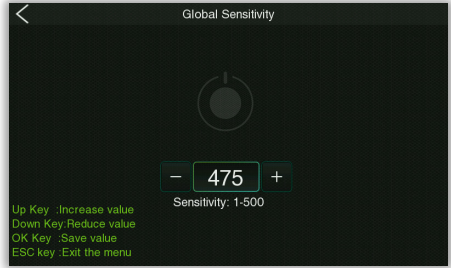 Global Sensitivity
− 475 +
Sensitivity: 1-500
Up Key :Increase value
Down Key:Reduce value
OK Key :Save value
ESC key :Exit the menu